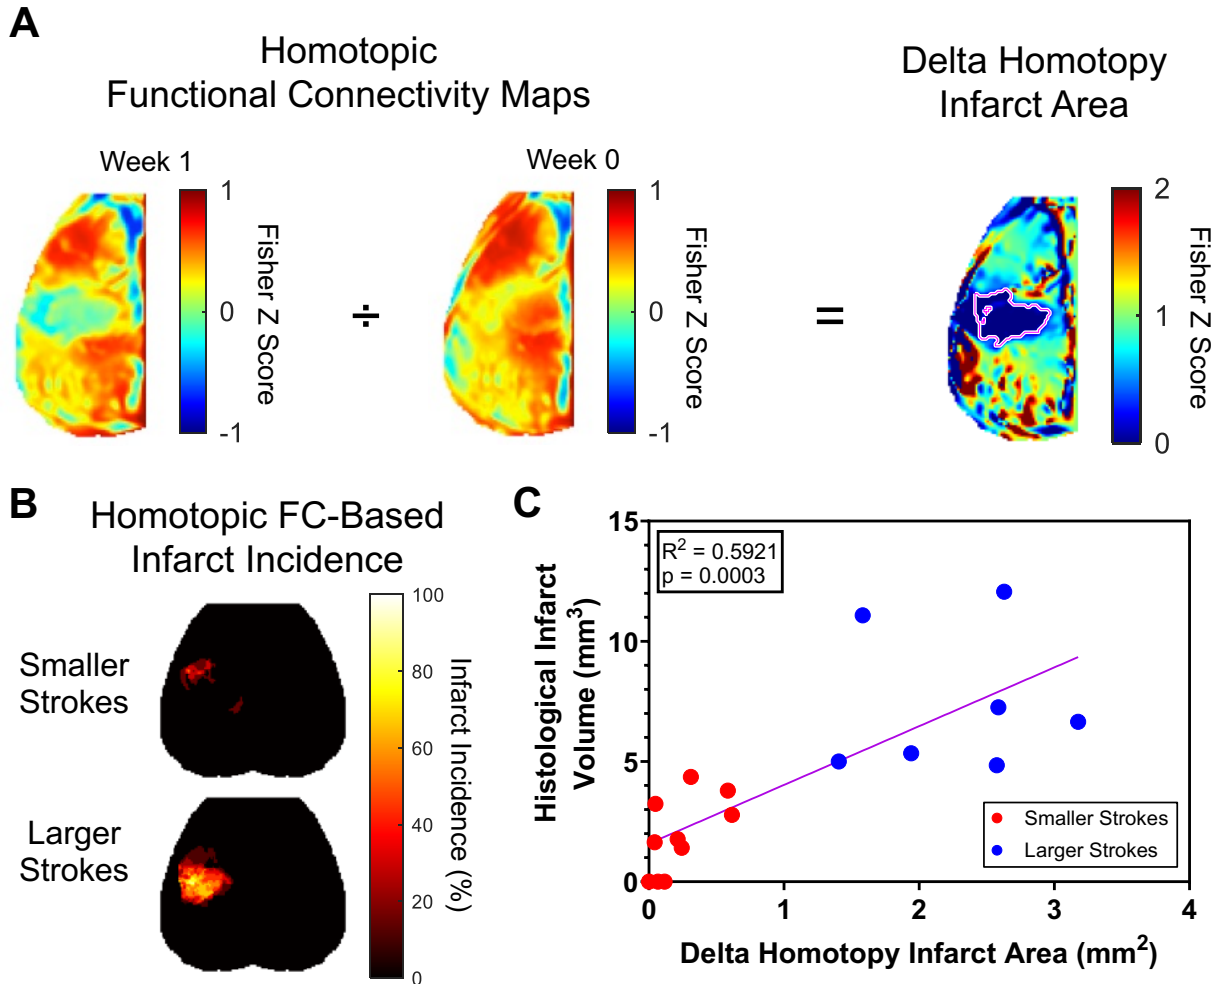 A
Homotopic
Functional Connectivity Maps
Delta Homotopy
Infarct Area
Week 1
1
0
-1
Fisher Z Score
÷
Week 0
1
0
-1
Fisher Z Score
=
2
1
0
Fisher Z Score
B
Homotopic FC-Based
Infarct Incidence
Smaller
Strokes
Larger
Strokes
100
80
60
40
20
0
Infarct Incidence (%)
C
Histological Infarct
Volume (mm³)
15
10
5
0
R² = 0.5921
p = 0.0003
Smaller Strokes
Larger Strokes
0
1
2
3
4
Delta Homotopy Infarct Area (mm²)